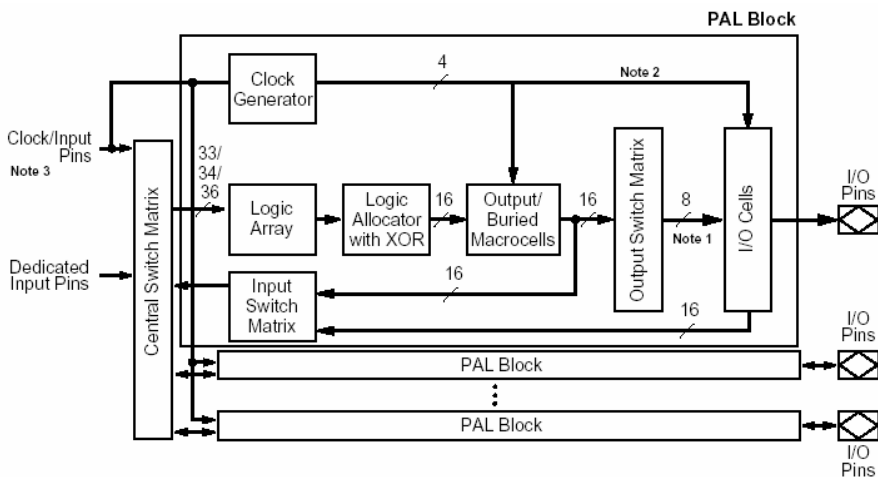 PAL Block
Clock
Generator
4
Note 2
Clock/Input
Pins
Note 3
33/
34/
36
Central Switch Matrix
Logic
Array
Logic
Allocator
with XOR
16
Output/
Buried
Macrocells
16
Output Switch Matrix
8
Note 1
I/O Cells
I/O
Pins
Dedicated
Input Pins
Input
Switch
Matrix
16
16
PAL Block
I/O
Pins
PAL Block
I/O
Pins